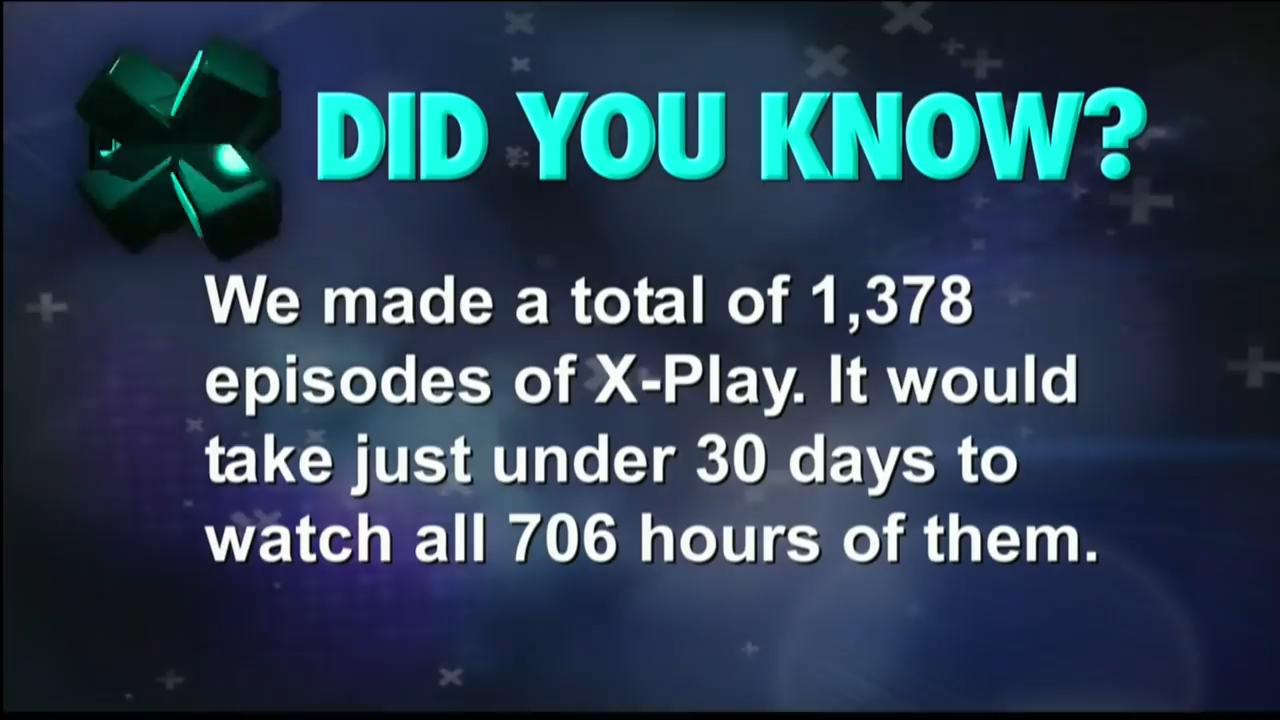 DID YOU KNOW?
We made a total of 1,378
episodes of X-Play. It would
take just under 30 days to
watch all 706 hours of them.